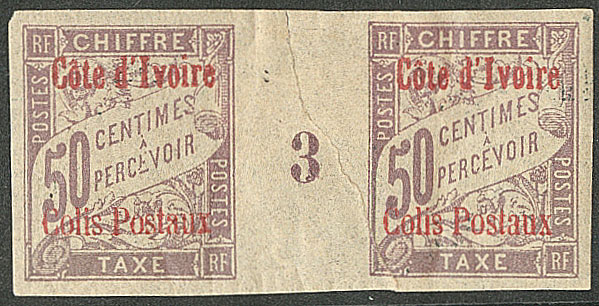 RF CHIFFRE
POSTES
Côte d'Ivoire
50 CENTIMES
À
PERCEVOIR
POSTES
Colis Postaux
TAXE RF
3
RF CHIFFRE
POSTES
Côte d'Ivoire
50 CENTIMES
À
PERCEVOIR
POSTES
Colis Postaux
TAXE RF